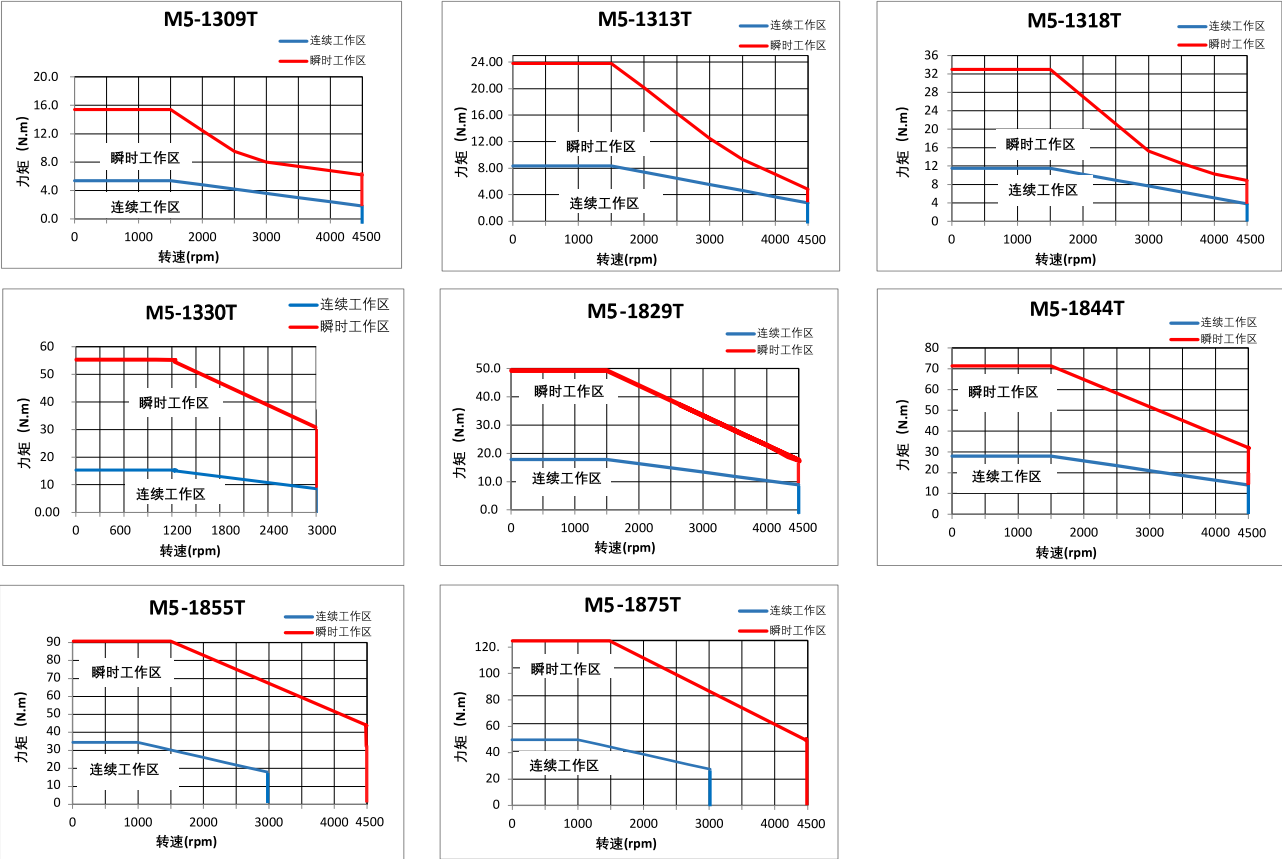 M5-1309T
连续工作区
瞬时工作区
20.0
16.0
12.0
8.0
4.0
0.0
力矩 (N.m)
瞬时工作区
连续工作区
0 1000 2000 3000 4000 4500
转速(rpm)
M5-1313T
连续工作区
瞬时工作区
24.00
20.00
16.00
12.00
8.00
4.00
0.00
力矩 (N.m)
瞬时工作区
连续工作区
0 1000 2000 3000 4000 4500
转速(rpm)
M5-1318T
连续工作区
瞬时工作区
36
32
28
24
20
16
12
8
4
0
力矩 (N.m)
瞬时工作区
连续工作区
0 1000 2000 3000 4000 4500
转速(rpm)
M5-1330T
连续工作区
瞬时工作区
60
50
40
30
20
10
0.00
力矩 (N.m)
瞬时工作区
连续工作区
0 600 1200 1800 2400 3000
转速(rpm)
M5-1829T
连续工作区
瞬时工作区
50.0
40.0
30.0
20.0
10.0
0.0
力矩 (N.m)
瞬时工作区
连续工作区
0 1000 2000 3000 4000 4500
转速(rpm)
M5-1844T
连续工作区
瞬时工作区
80
70
60
50
40
30
20
10
0
力矩 (N.m)
瞬时工作区
连续工作区
0 1000 2000 3000 4000 4500
转速(rpm)
M5-1855T
连续工作区
瞬时工作区
90
80
70
60
50
40
30
20
10
0
力矩 (N.m)
瞬时工作区
连续工作区
0 1000 2000 3000 4000 4500
转速(rpm)
M5-1875T
连续工作区
瞬时工作区
120.
100
80
60
40
20
0
力矩 (N.m)
瞬时工作区
连续工作区
0 1000 2000 3000 4000 4500
转速(rpm)